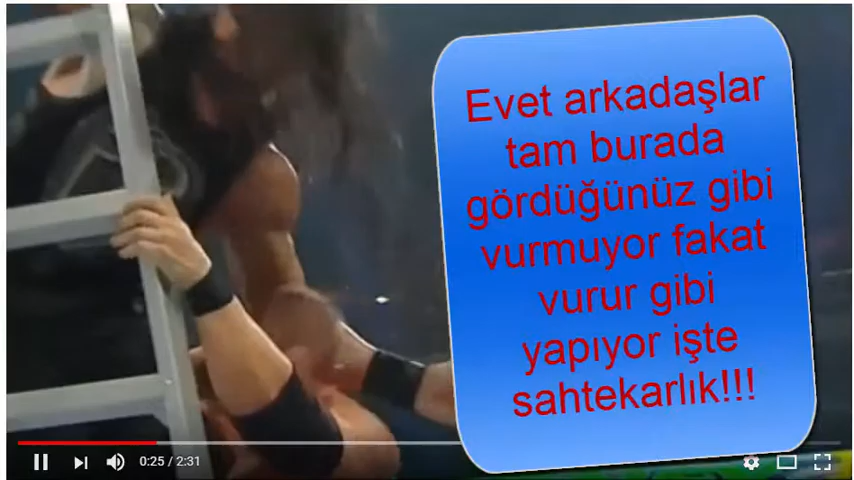 Evet arkadaşlar
tam burada
gördüğünüz gibi
vurmuyor fakat
vurur gibi
yapıyor işte
sahtekarlık!!!
0:25 / 2:31